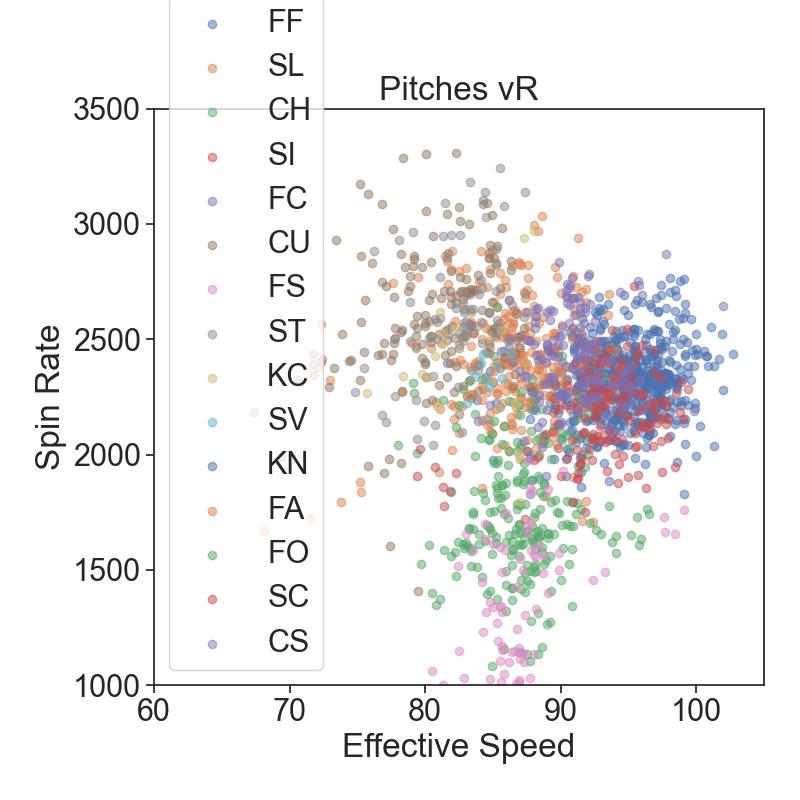 Pitches vR
FF
SL
CH
SI
FC
CU
FS
ST
KC
SV
KN
FA
FO
SC
CS
3500
3000
2500
2000
1500
1000
Spin Rate
60 70 80 90 100
Effective Speed